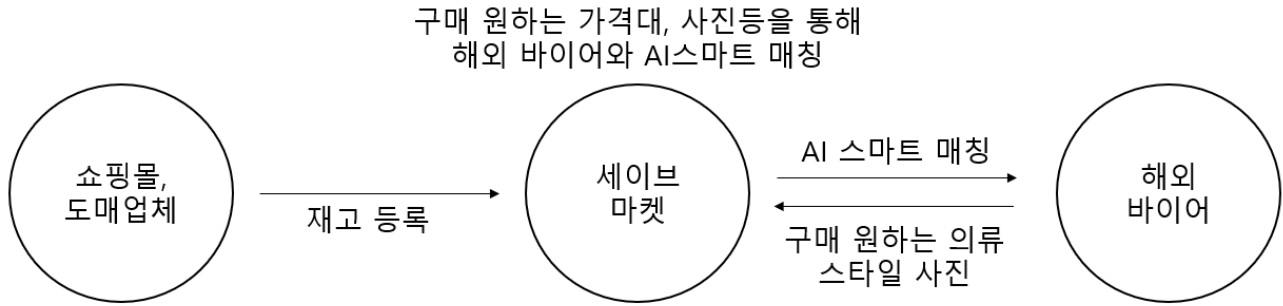 구매 원하는 가격대, 사진등을 통해
해외 바이어와 AI스마트 매칭
쇼핑몰,
도매업체
재고 등록
세이브
마켓
AI 스마트 매칭
구매 원하는 의류
스타일 사진
해외
바이어